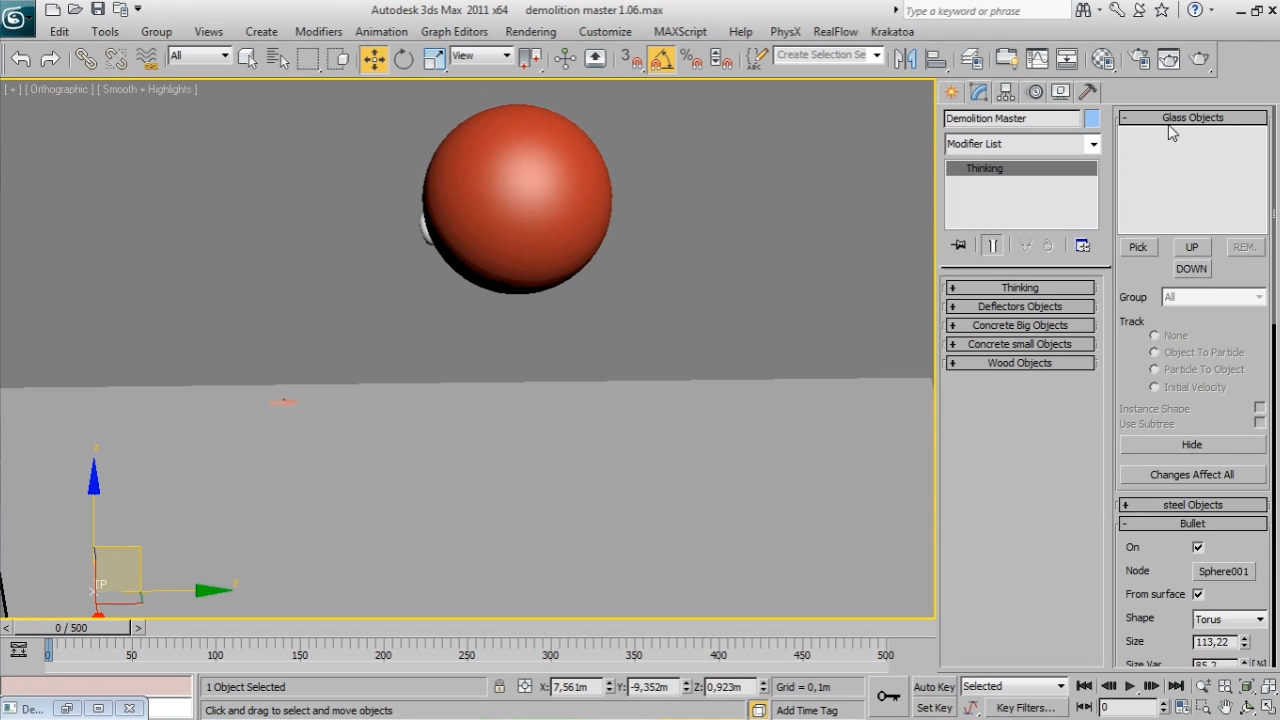 Autodesk 3ds Max 2011 x64 demolition master 1.06.max
Type a keyword or phrase
Edit Tools Group Views Create Modifiers Animation Graph Editors Rendering Customize MAXScript Help PhysX RealFlow Krakatoa
All View 3 Create Selection Se
[ + ] [ Orthographic ] [ Smooth + Highlights ]
Demolition Master
Modifier List
Thinking
+ Thinking
+ Deflectors Objects
+ Concrete Big Objects
+ Concrete small Objects
+ Wood Objects
- Glass Objects
Pick UP REM.
DOWN
Group All
Track
None
Object To Particle
Particle To Object
Initial Velocity
Instance Shape
Use Subtree
Hide
Changes Affect All
+ steel Objects
- Bullet
On
Node Sphere001
From surface
Shape Torus
Size 113,22
Size Var 85,2
z
TP
y
< 0 / 500 >
0 50 100 150 200 250 300 350 400 450 500
1 Object Selected X: 7,561m Y: -9,352m Z: 0,923m Grid = 0,1m Auto Key Selected
De... Click and drag to select and move objects Add Time Tag Set Key Key Filters... 0